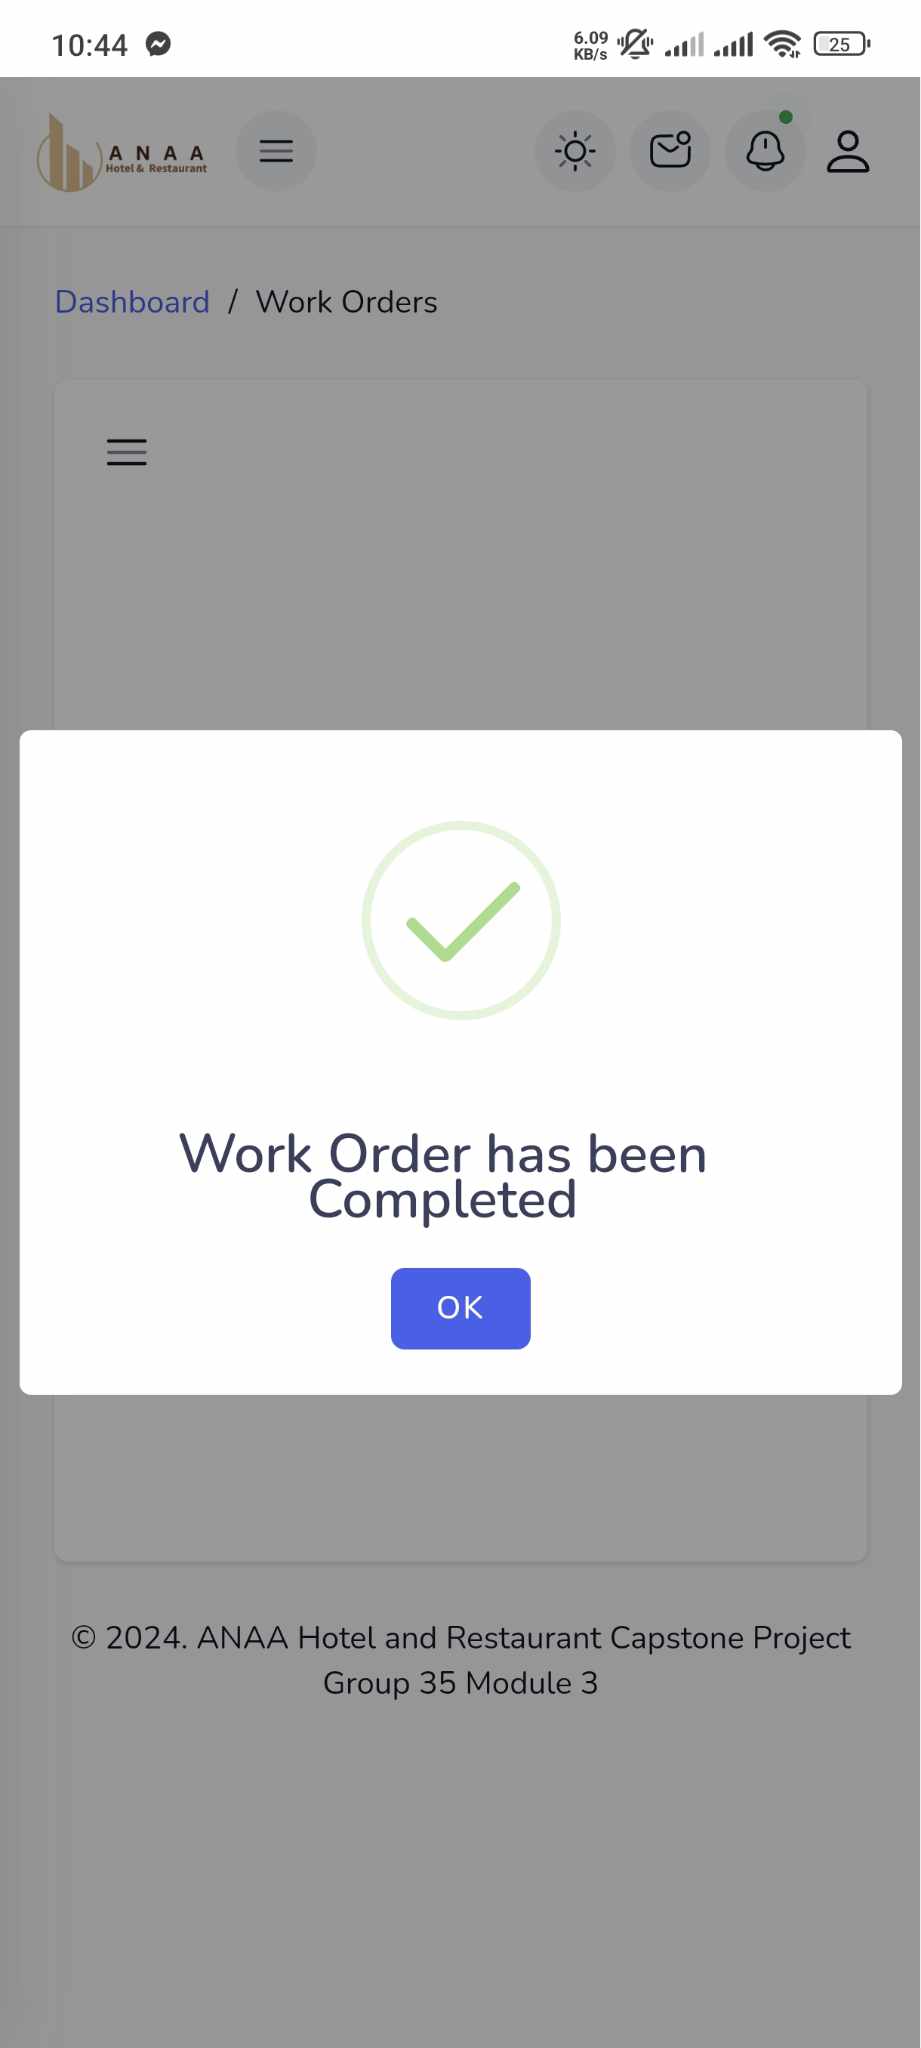 10:44
6.09
KB/s
25
A N A A
Hotel & Restaurant
Dashboard / Work Orders
Work Order has been
Completed
OK
© 2024. ANAA Hotel and Restaurant Capstone Project
Group 35 Module 3